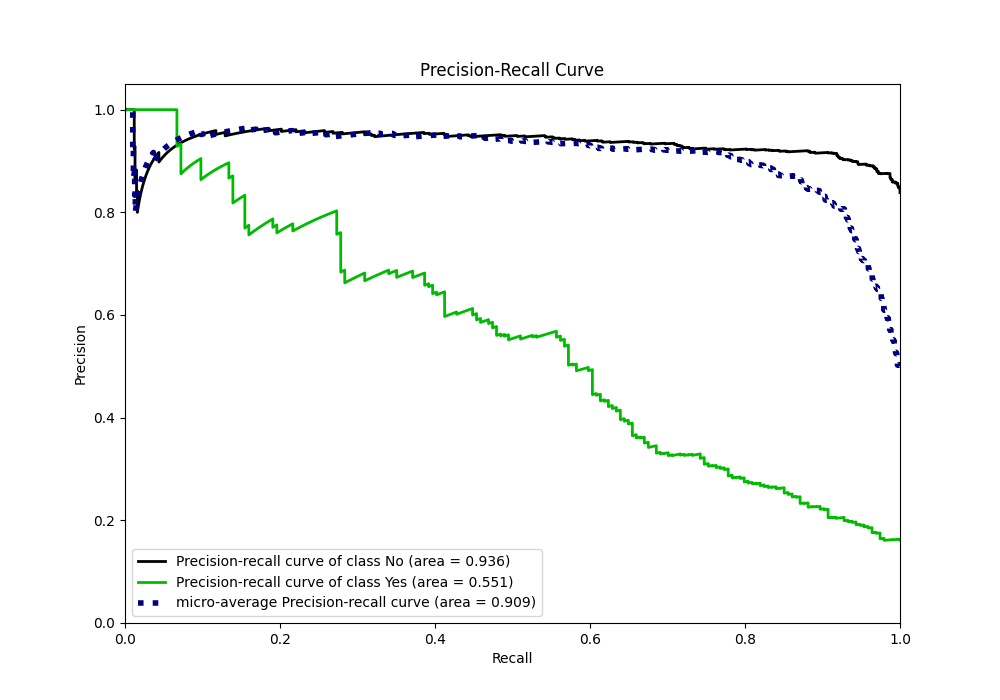 Precision-Recall Curve
1.0
0.8
0.6
0.4
0.2
0.0
Precision
Precision-recall curve of class No (area = 0.936)
Precision-recall curve of class Yes (area = 0.551)
micro-average Precision-recall curve (area = 0.909)
0.0 0.2 0.4 0.6 0.8 1.0
Recall